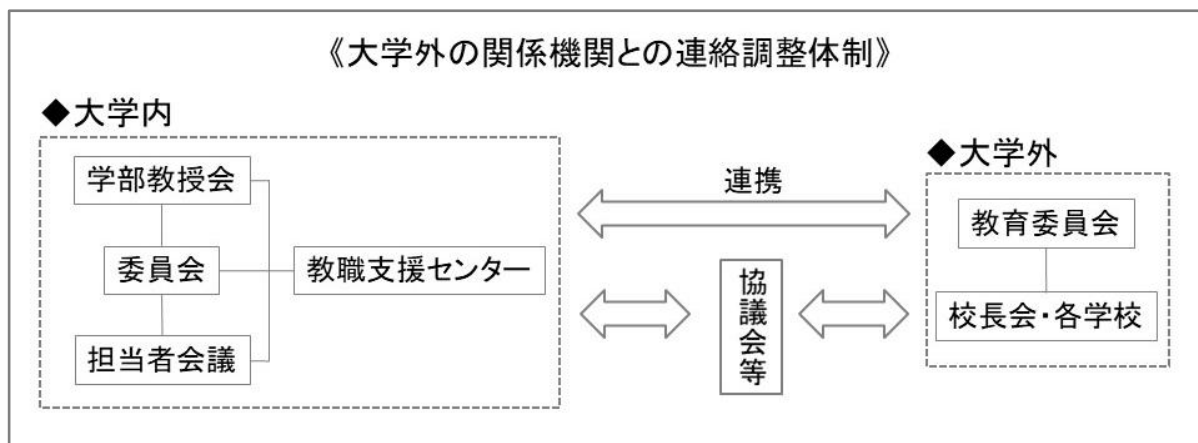 《大学外の関係機関との連絡調整体制》
◆大学内
学部教授会
委員会
教職支援センター
担当者会議
連携
協議会等
◆大学外
教育委員会
校長会・各学校